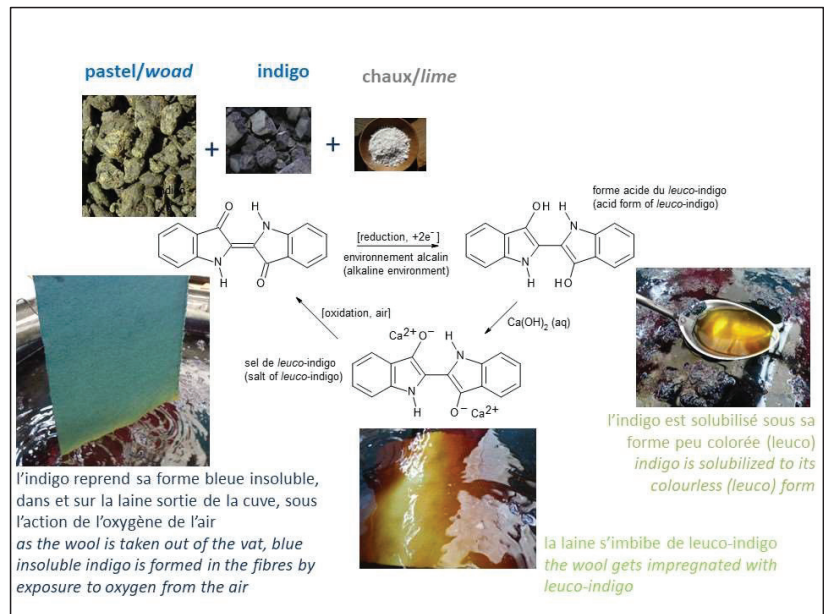 pastel/woad
indigo
chaux/lime
+
+
indigo
O
H
N
N
H
O
[reduction, +2e⁻]
environnement alcalin
(alkaline environment)
OH
H
N
N
H
HO
forme acide du leuco-indigo
(acid form of leuco-indigo)
[oxidation, air]
Ca(OH)₂ (aq)
Ca²⁺ O⁻
H
N
N
H
O⁻ Ca²⁺
sel de leuco-indigo
(salt of leuco-indigo)
l'indigo est solubilisé sous sa
forme peu colorée (leuco)
indigo is solubilized to its
colourless (leuco) form
l'indigo reprend sa forme bleue insoluble,
dans et sur la laine sortie de la cuve, sous
l'action de l'oxygène de l'air
as the wool is taken out of the vat, blue
insoluble indigo is formed in the fibres by
exposure to oxygen from the air
la laine s'imbibe de leuco-indigo
the wool gets impregnated with
leuco-indigo